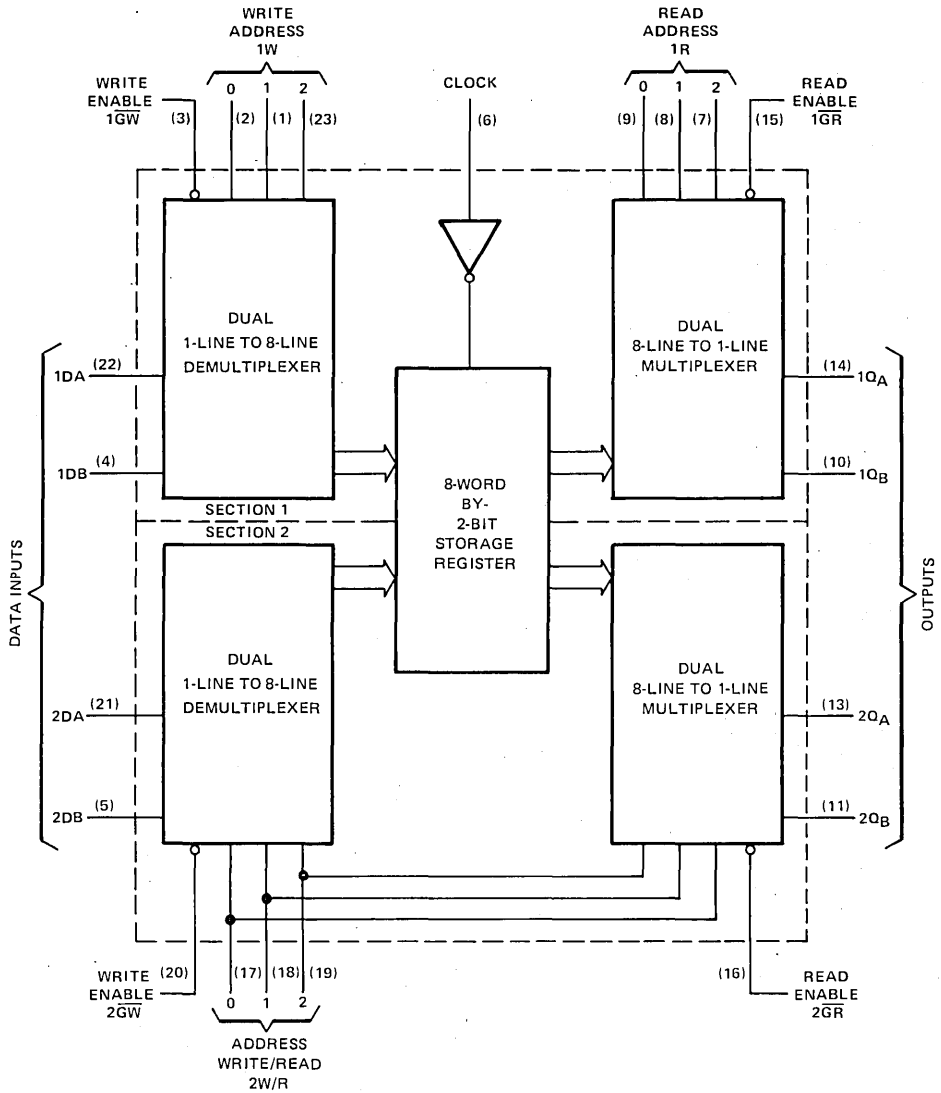 WRITE
ADDRESS
1W
READ
ADDRESS
1R
WRITE
ENABLE
1GW
0 1 2
CLOCK
0 1 2
READ
ENABLE
1GR
(3) (2) (1) (23) (6) (9) (8) (7) (15)
DUAL
1-LINE TO 8-LINE
DEMULTIPLEXER
DUAL
8-LINE TO 1-LINE
MULTIPLEXER
1DA (22)
(14) 1QA
1DB (4)
(10) 1QB
8-WORD
BY-
2-BIT
STORAGE
REGISTER
SECTION 1
SECTION 2
DATA INPUTS
OUTPUTS
DUAL
1-LINE TO 8-LINE
DEMULTIPLEXER
DUAL
8-LINE TO 1-LINE
MULTIPLEXER
2DA (21)
(13) 2QA
2DB (5)
(11) 2QB
WRITE
ENABLE
2GW
(20) (17) (18) (19) (16)
0 1 2
READ
ENABLE
2GR
ADDRESS
WRITE/READ
2W/R